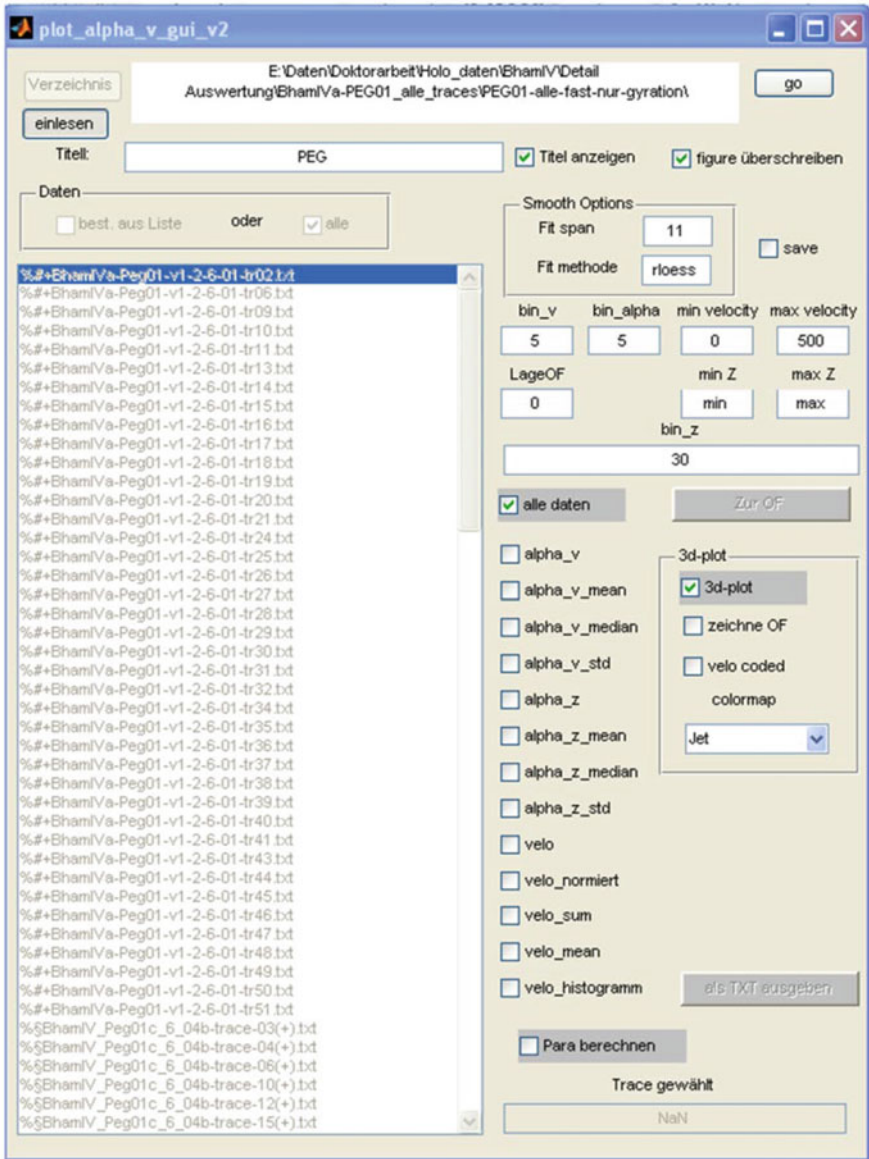 plot_alpha_v_gui_v2
Verzeichnis
E:\Daten\Doktorarbeit\Holo_daten\BhamIV\Detail
Auswertung\BhamIVa-PEG01_alle_traces\PEG01-alle-fast-nur-gyration\
go
einlesen
Titell: PEG Titel anzeigen figure überschreiben
Daten
best. aus Liste oder alle
Smooth Options
Fit span 11
Fit methode rloess
save
%#+BhamIVa-Peg01-v1-2-6-01-tr02.txt
%#+BhamIVa-Peg01-v1-2-6-01-tr06.txt
%#+BhamIVa-Peg01-v1-2-6-01-tr09.txt
%#+BhamIVa-Peg01-v1-2-6-01-tr10.txt
%#+BhamIVa-Peg01-v1-2-6-01-tr11.txt
%#+BhamIVa-Peg01-v1-2-6-01-tr13.txt
%#+BhamIVa-Peg01-v1-2-6-01-tr14.txt
%#+BhamIVa-Peg01-v1-2-6-01-tr15.txt
%#+BhamIVa-Peg01-v1-2-6-01-tr16.txt
%#+BhamIVa-Peg01-v1-2-6-01-tr17.txt
%#+BhamIVa-Peg01-v1-2-6-01-tr18.txt
%#+BhamIVa-Peg01-v1-2-6-01-tr19.txt
%#+BhamIVa-Peg01-v1-2-6-01-tr20.txt
%#+BhamIVa-Peg01-v1-2-6-01-tr21.txt
%#+BhamIVa-Peg01-v1-2-6-01-tr24.txt
%#+BhamIVa-Peg01-v1-2-6-01-tr25.txt
%#+BhamIVa-Peg01-v1-2-6-01-tr26.txt
%#+BhamIVa-Peg01-v1-2-6-01-tr27.txt
%#+BhamIVa-Peg01-v1-2-6-01-tr28.txt
%#+BhamIVa-Peg01-v1-2-6-01-tr29.txt
%#+BhamIVa-Peg01-v1-2-6-01-tr30.txt
%#+BhamIVa-Peg01-v1-2-6-01-tr31.txt
%#+BhamIVa-Peg01-v1-2-6-01-tr32.txt
%#+BhamIVa-Peg01-v1-2-6-01-tr34.txt
%#+BhamIVa-Peg01-v1-2-6-01-tr35.txt
%#+BhamIVa-Peg01-v1-2-6-01-tr36.txt
%#+BhamIVa-Peg01-v1-2-6-01-tr37.txt
%#+BhamIVa-Peg01-v1-2-6-01-tr38.txt
%#+BhamIVa-Peg01-v1-2-6-01-tr39.txt
%#+BhamIVa-Peg01-v1-2-6-01-tr40.txt
%#+BhamIVa-Peg01-v1-2-6-01-tr41.txt
%#+BhamIVa-Peg01-v1-2-6-01-tr43.txt
%#+BhamIVa-Peg01-v1-2-6-01-tr44.txt
%#+BhamIVa-Peg01-v1-2-6-01-tr45.txt
%#+BhamIVa-Peg01-v1-2-6-01-tr46.txt
%#+BhamIVa-Peg01-v1-2-6-01-tr47.txt
%#+BhamIVa-Peg01-v1-2-6-01-tr48.txt
%#+BhamIVa-Peg01-v1-2-6-01-tr49.txt
%#+BhamIVa-Peg01-v1-2-6-01-tr50.txt
%#+BhamIVa-Peg01-v1-2-6-01-tr51.txt
%§BhamIV_Peg01c_6_04b-trace-03(+).txt
%§BhamIV_Peg01c_6_04b-trace-04(+).txt
%§BhamIV_Peg01c_6_04b-trace-06(+).txt
%§BhamIV_Peg01c_6_04b-trace-10(+).txt
%§BhamIV_Peg01c_6_04b-trace-12(+).txt
%§BhamIV_Peg01c_6_04b-trace-15(+).txt
bin_v bin_alpha min velocity max velocity
5 5 0 500
LageOF min Z max Z
0 min max
bin_z
30
alle daten Zur OF
alpha_v
alpha_v_mean
alpha_v_median
alpha_v_std
alpha_z
alpha_z_mean
alpha_z_median
alpha_z_std
velo
velo_normiert
velo_sum
velo_mean
velo_histogramm
3d-plot
3d-plot
zeichne OF
velo coded
colormap
Jet
als TXT ausgeben
Para berechnen
Trace gewählt
NaN